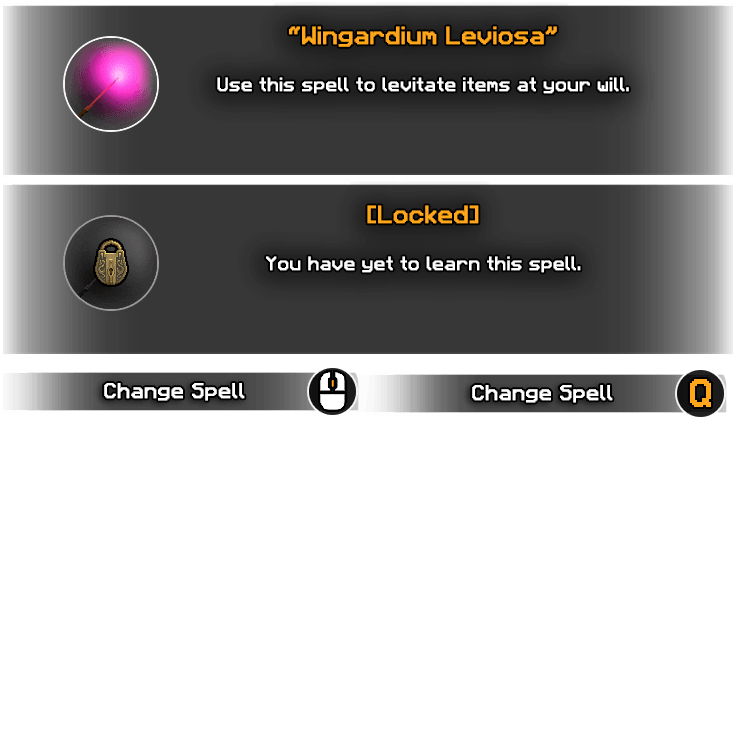 "Wingardium Leviosa"
Use this spell to levitate items at your will.
[Locked]
You have yet to learn this spell.
Change Spell
Change Spell Q